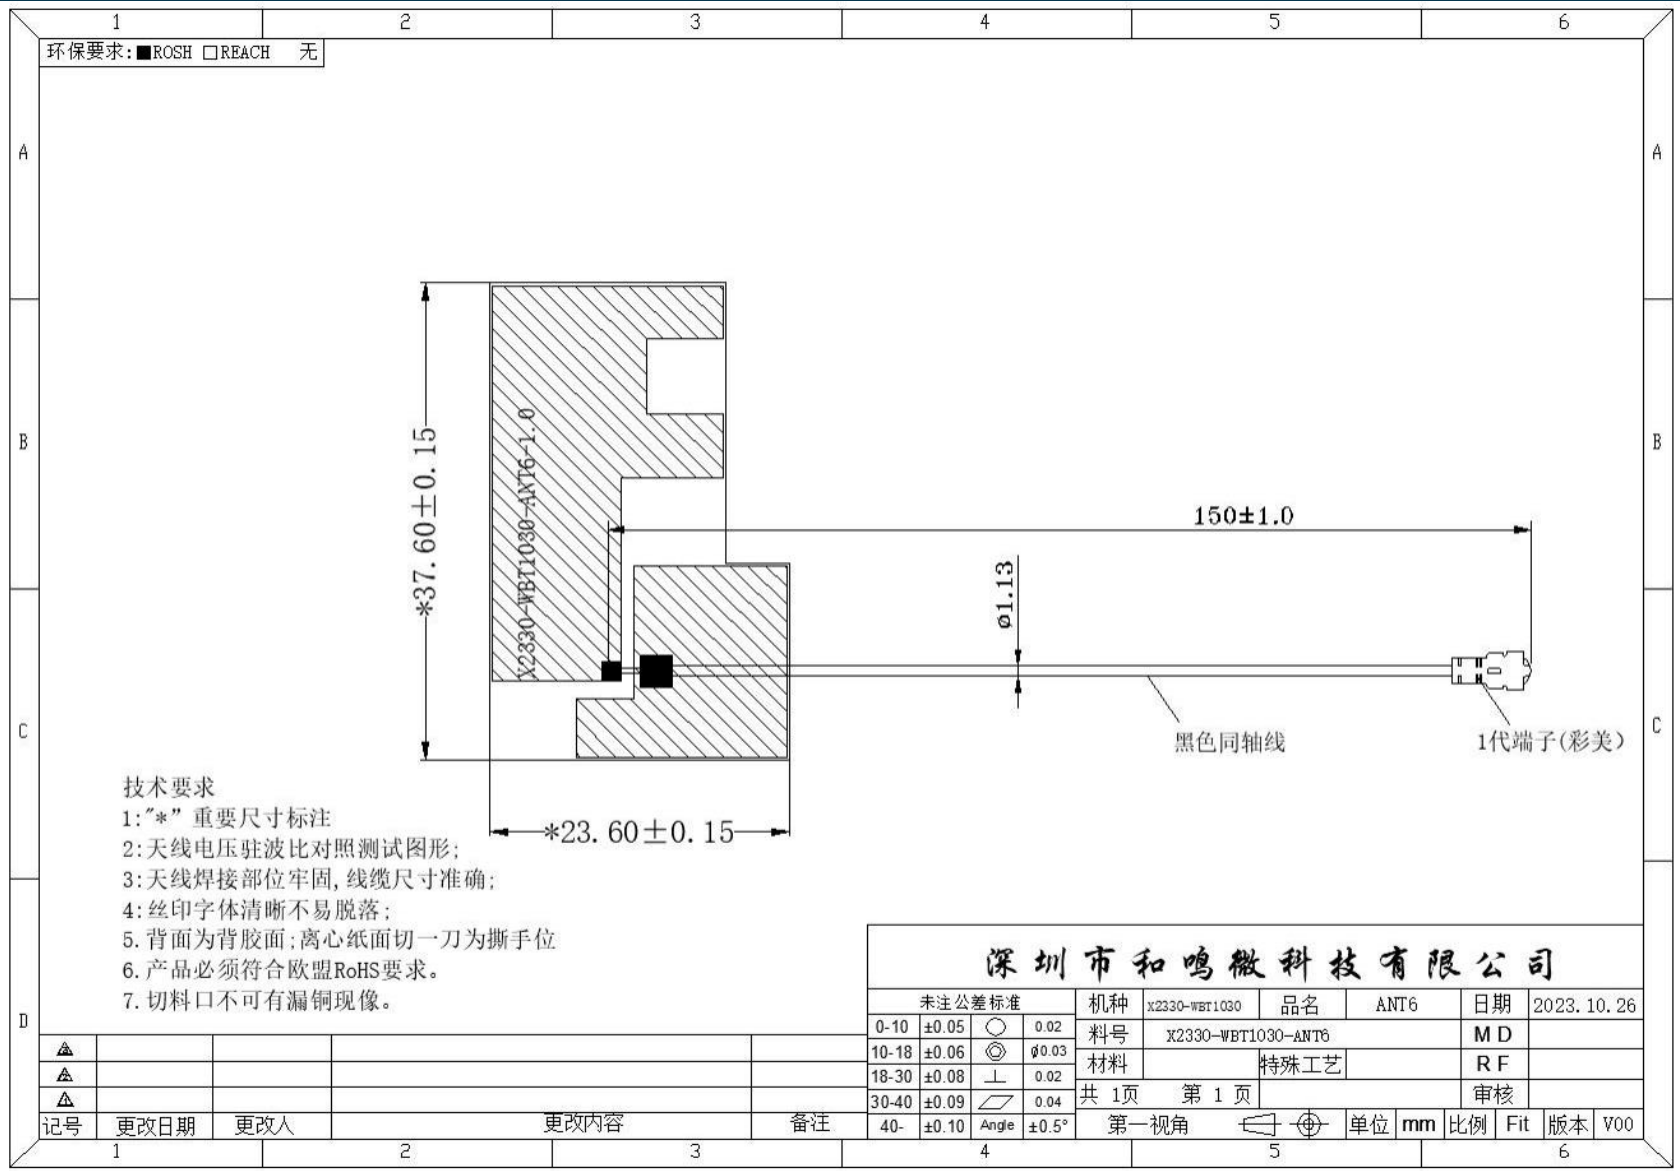 1 2 3 4 5 6
环保要求:■ROSH □REACH 无
A A
B B
C C
D
*37.60±0.15
X2330-WBT1030-ANT6-1.0
150±1.0
ø1.13
黑色同轴线
1代端子(彩美)
*23.60±0.15
技术要求
1:"*" 重要尺寸标注
2:天线电压驻波比对照测试图形;
3:天线焊接部位牢固,线缆尺寸准确;
4:丝印字体清晰不易脱落;
5.背面为背胶面;离心纸面切一刀为撕手位
6.产品必须符合欧盟RoHS要求。
7.切料口不可有漏铜现像。
深圳市和鸣微科技有限公司
未注公差标准 机种 X2330-WBT1030 品名 ANT6 日期 2023.10.26
0-10 ±0.05 0.02
料号 X2330-WBT1030-ANT6 MD
10-18 ±0.06 ø0.03
材料 特殊工艺 RF
18-30 ±0.08 0.02
共 1页 第 1 页 审核
30-40 ±0.09 0.04
40- ±0.10 Angle ±0.5°
第一视角 单位 mm 比例 Fit 版本 V00
3
2
1
记号 更改日期 更改人 更改内容 备注
1 2 3 4 5 6